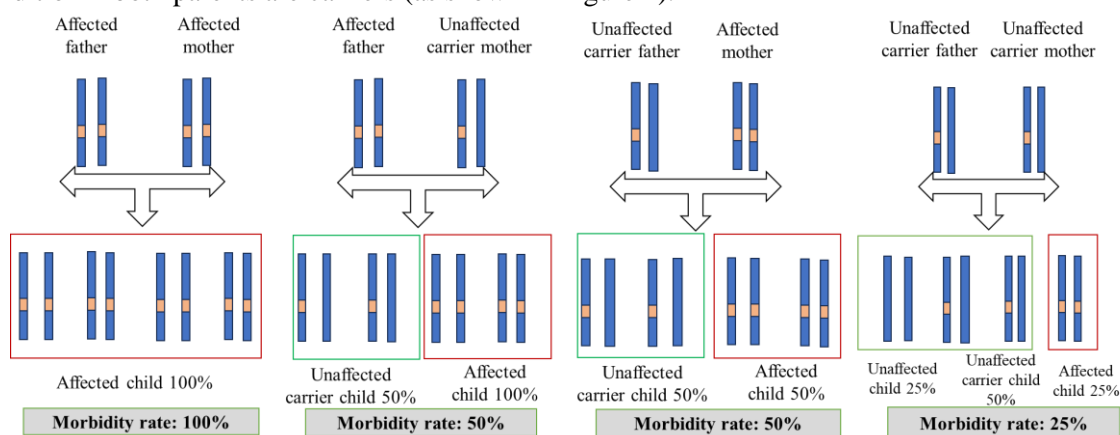 Affected father
Affected mother
Affected father
Unaffected carrier mother
Unaffected carrier father
Affected mother
Unaffected carrier father
Unaffected carrier mother
Affected child 100%
Unaffected carrier child 50%
Affected child 100%
Unaffected carrier child 50%
Affected child 50%
Unaffected child 25%
Unaffected carrier child 50%
Affected child 25%
Morbidity rate: 100%
Morbidity rate: 50%
Morbidity rate: 50%
Morbidity rate: 25%